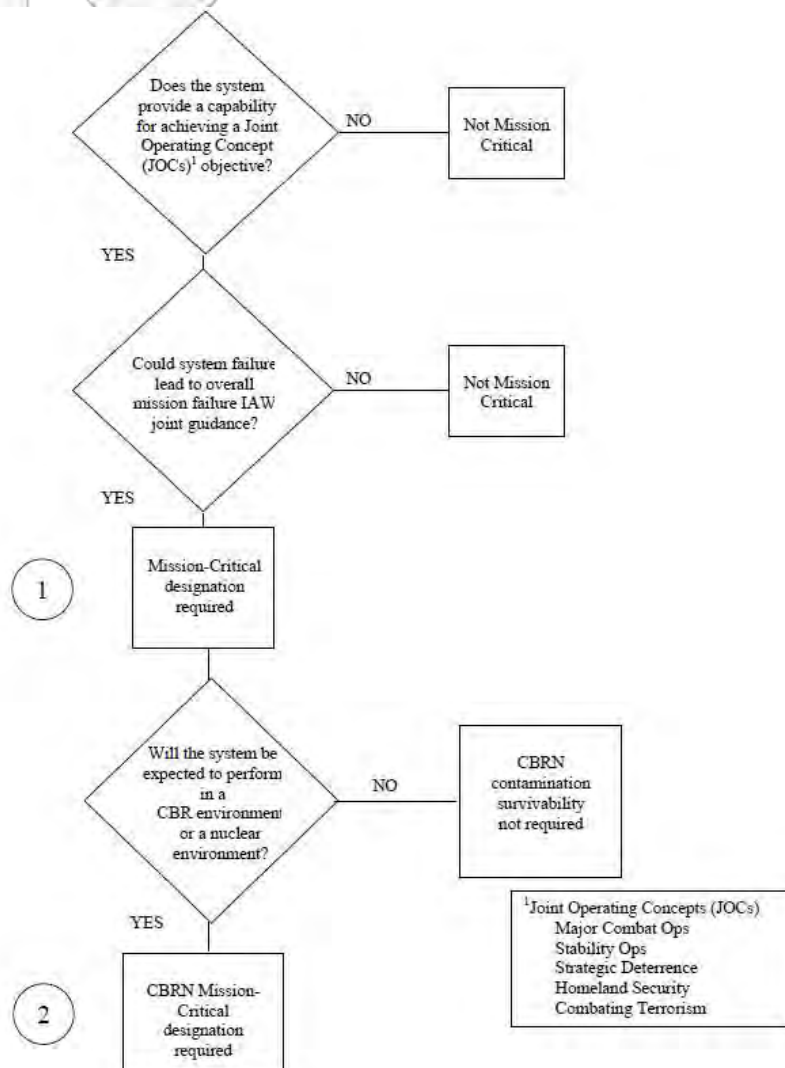 Does the system
provide a capability
for achieving a Joint
Operating Concept
(JOCs)¹ objective?
NO
Not Mission
Critical
YES
Could system failure
lead to overall
mission failure IAW
joint guidance?
NO
Not Mission
Critical
YES
1
Mission-Critical
designation
required
Will the system be
expected to perform
in a
CBR environment
or a nuclear
environment?
NO
CBRN
contamination
survivability
not required
YES
¹Joint Operating Concepts (JOCs)
Major Combat Ops
Stability Ops
Strategic Deterrence
Homeland Security
Combating Terrorism
2
CBRN Mission-
Critical
designation
required